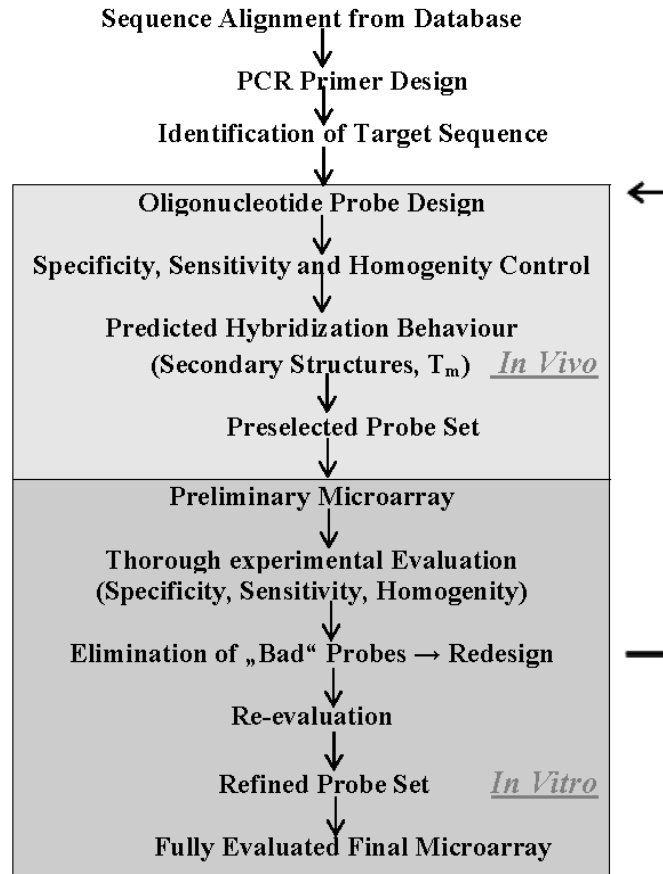 Sequence Alignment from Database
PCR Primer Design
Identification of Target Sequence
Oligonucleotide Probe Design
Specificity, Sensitivity and Homogenity Control
Predicted Hybridization Behaviour
(Secondary Structures, Tm)
In Vivo
Preselected Probe Set
Preliminary Microarray
Thorough experimental Evaluation
(Specificity, Sensitivity, Homogenity)
Elimination of „Bad“ Probes → Redesign
Re-evaluation
Refined Probe Set
In Vitro
Fully Evaluated Final Microarray